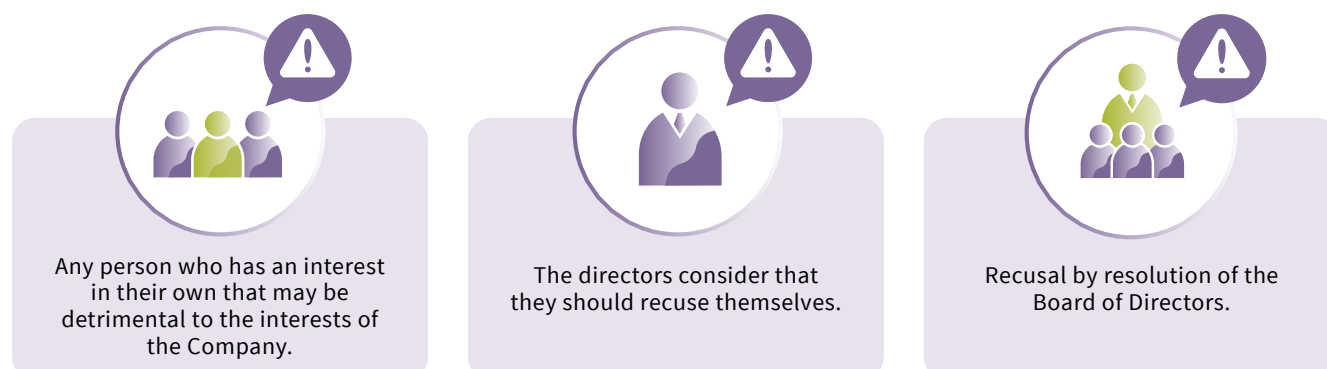 Any person who has an interest
in their own that may be
detrimental to the interests of
the Company.
The directors consider that
they should recuse themselves.
Recusal by resolution of the
Board of Directors.